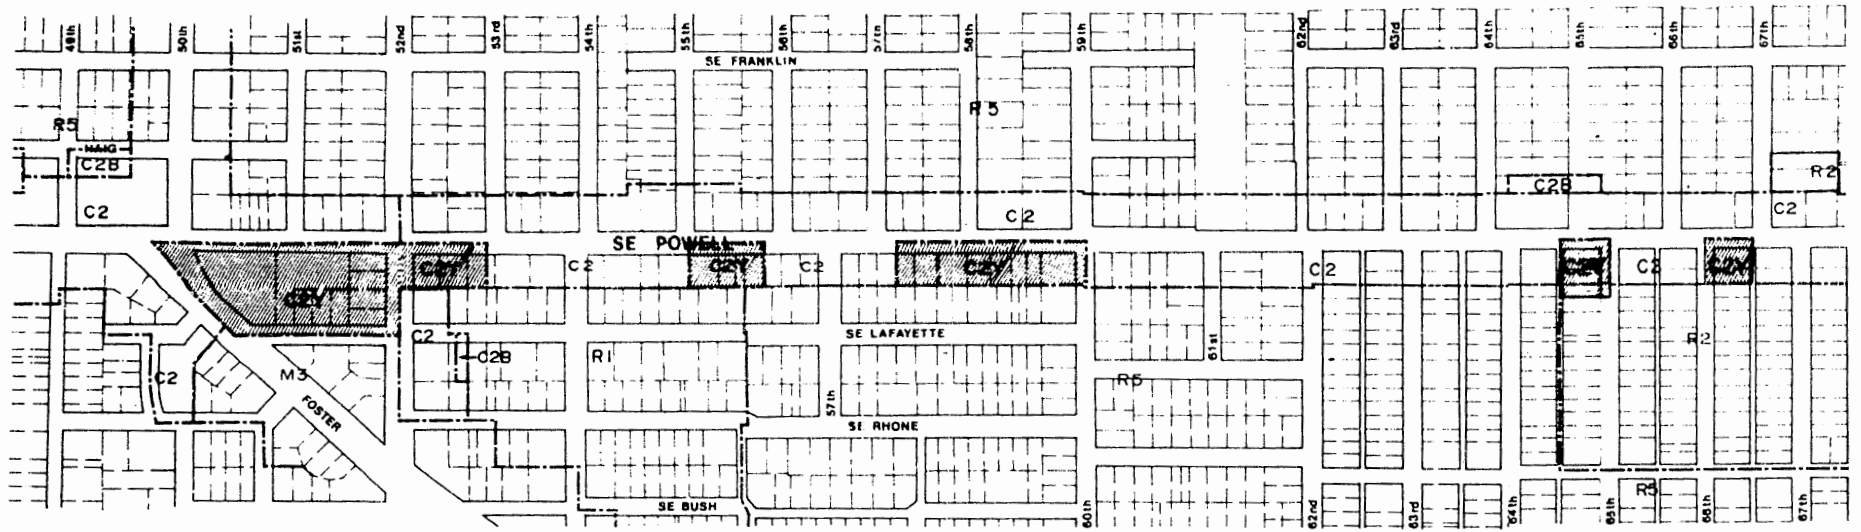 49th
50th
51st
52nd
53rd
54th
55th
56th
57th
58th
59th
62nd
63rd
64th
65th
66th
67th
SE FRANKLIN
R5
R5
HAIG
C2B
C2B
R2
C2
C2
C2
SE POWELL
C2Y
C2
C2Y
C2
C2Y
C2
C2
C2Y
C2Y
C2
SE LAFAYETTE
61st
R2
C2B
R1
M3
C2
R5
FOSTER
57th
SE RHONE
R5
SE BUSH
60th
62nd
63rd
64th
65th
66th
67th